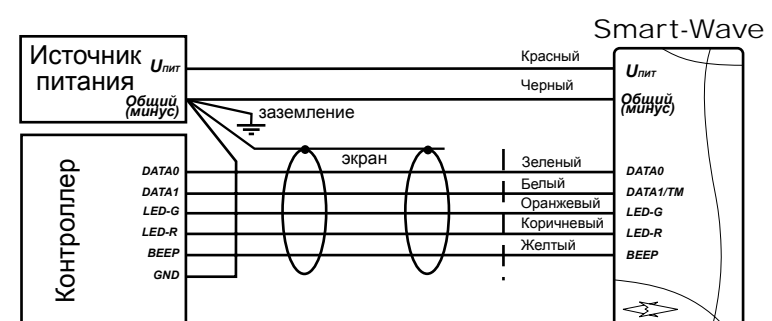 Smart-Wave
Источник
питания
Uпит
Общий
(минус)
Красный
Черный
Uпит
Общий
(минус)
заземление
экран
Контроллер
DATA0
DATA1
LED-G
LED-R
BEEP
GND
Зеленый
Белый
Оранжевый
Коричневый
Желтый
DATA0
DATA1/TM
LED-G
LED-R
BEEP